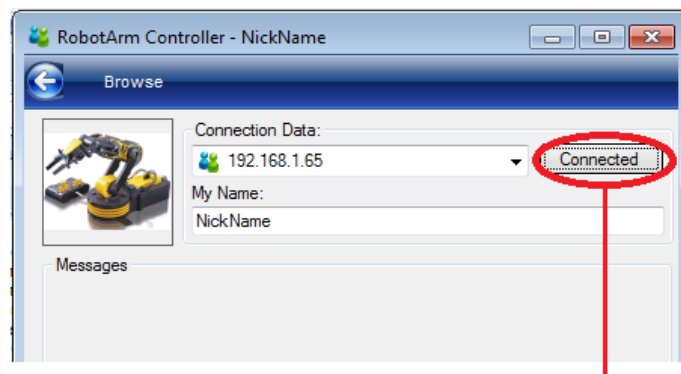 RobotArm Controller - NickName
Browse
Connection Data:
192.168.1.65
Connected
My Name:
NickName
Messages